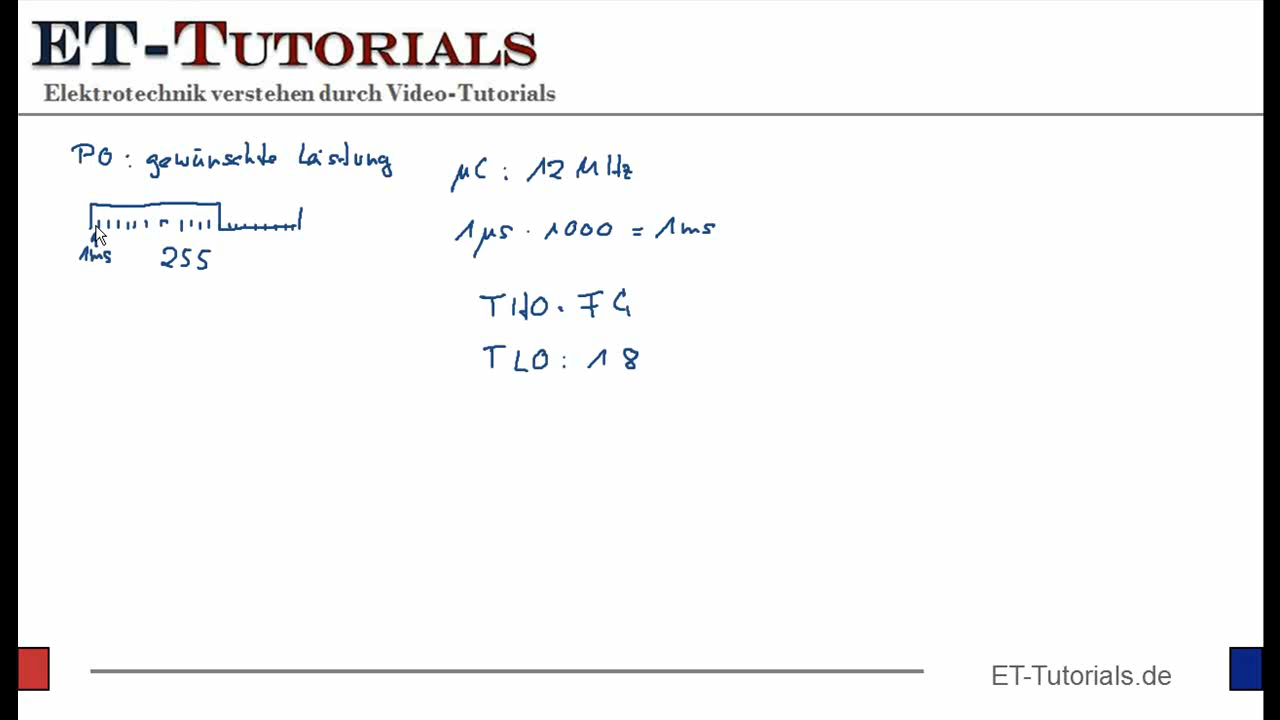 ET-TUTORIALS
Elektrotechnik verstehen durch Video-Tutorials
P0 : gewünschte Leistung
µC : 12 MHz
1µs · 1000 = 1ms
1ms 255
TH0 : FC
TL0 : 18
ET-Tutorials.de